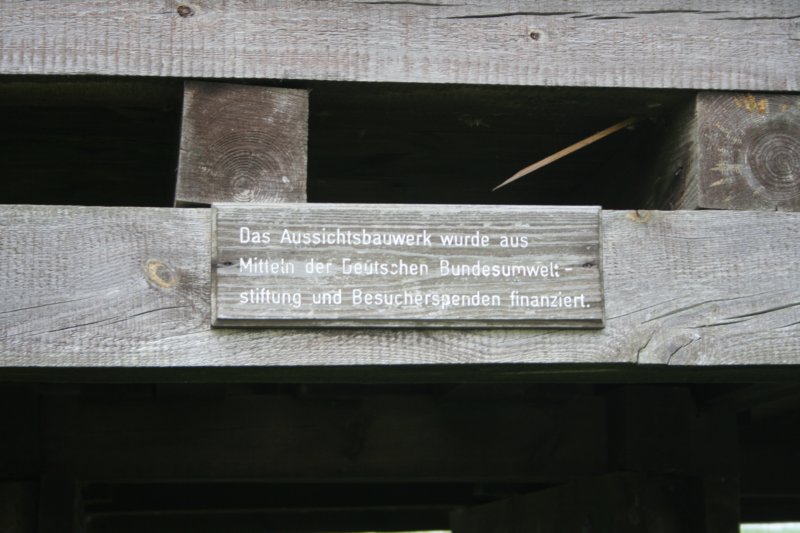 Das Aussichtsbauwerk wurde aus
Mitteln der Deutschen Bundesumwelt-
stiftung und Besucherspenden finanziert.